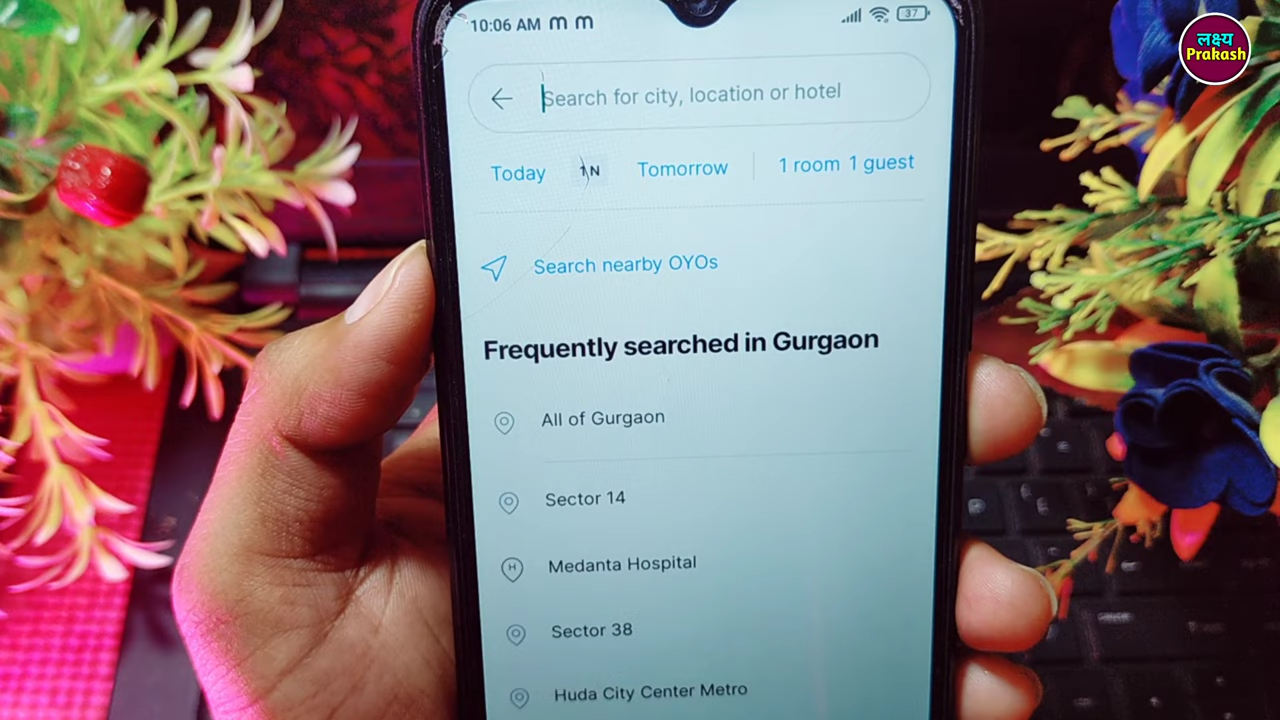 10:06 AM m m
37
लक्ष्य
Prakash
Search for city, location or hotel
Today 1N Tomorrow 1 room 1 guest
Search nearby OYOs
Frequently searched in Gurgaon
All of Gurgaon
Sector 14
H Medanta Hospital
Sector 38
Huda City Center Metro